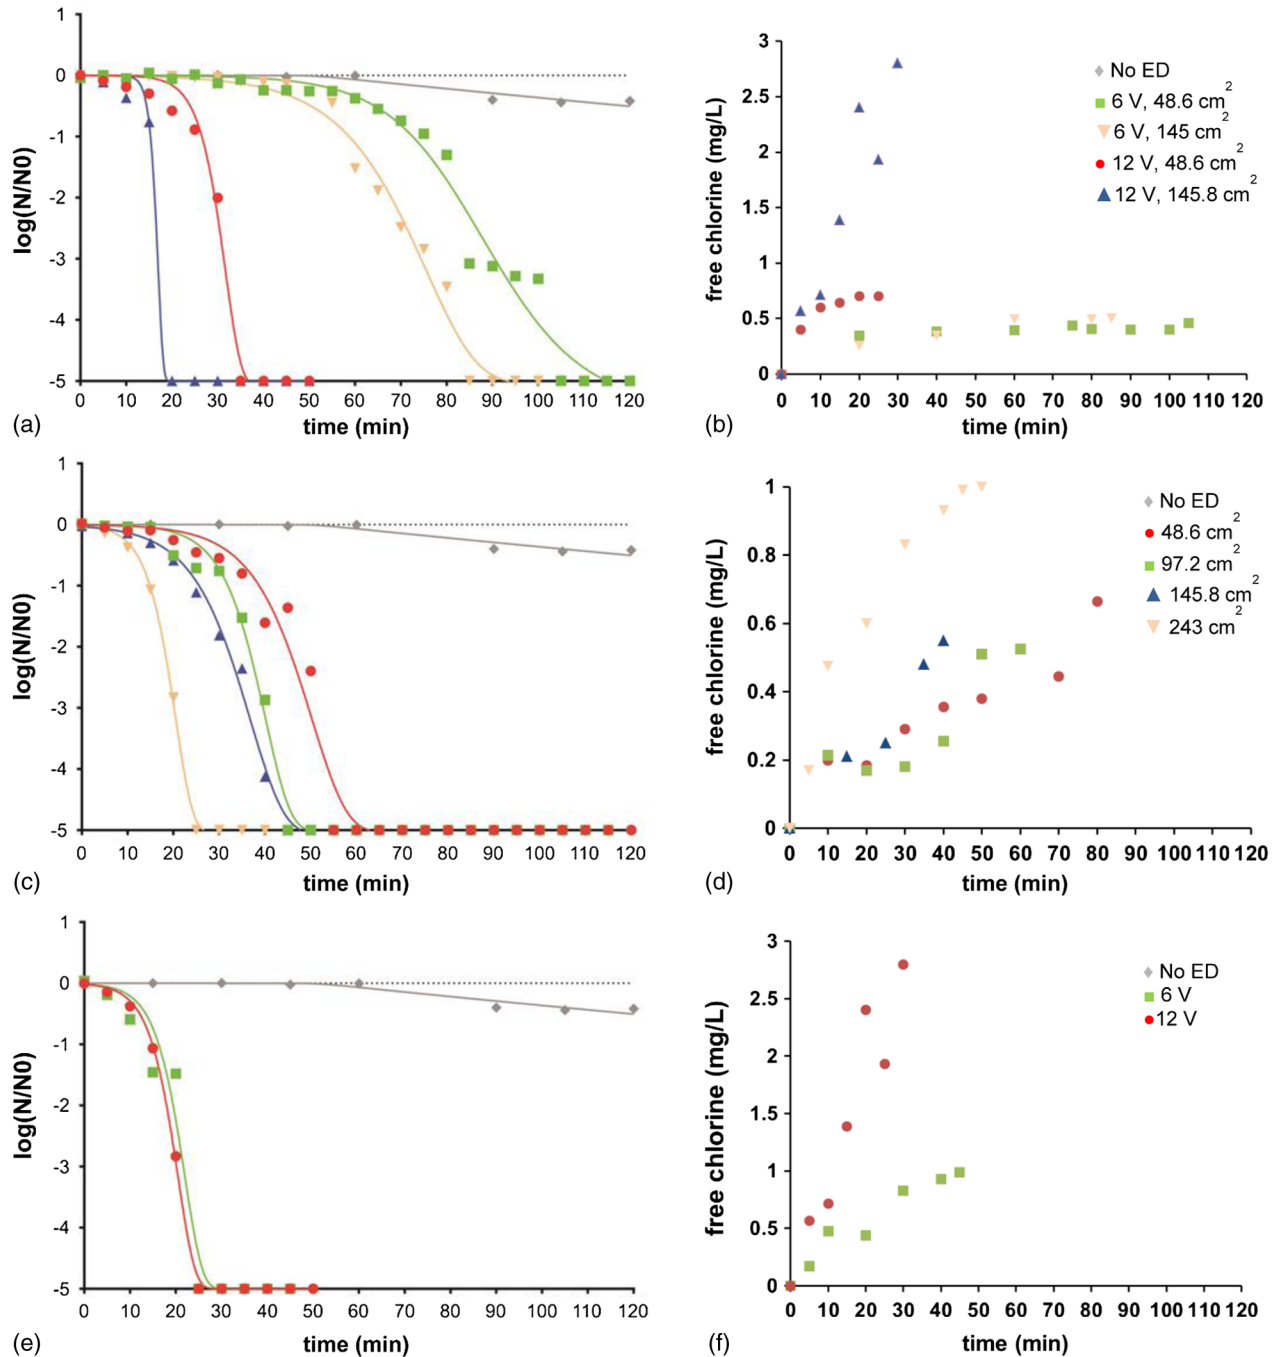 1
0
-1
-2
-3
-4
-5
log(N/N0)
0 10 20 30 40 50 60 70 80 90 100 110 120
time (min)
(a)
3
2.5
2
1.5
1
0.5
0
free chlorine (mg/L)
No ED
6 V, 48.6 cm2
6 V, 145 cm2
12 V, 48.6 cm2
12 V, 145.8 cm2
0 10 20 30 40 50 60 70 80 90 100 110 120
time (min)
(b)
1
0
-1
-2
-3
-4
-5
log(N/N0)
0 10 20 30 40 50 60 70 80 90 100 110 120
time (min)
(c)
1
0.8
0.6
0.4
0.2
0
free chlorine (mg/L)
No ED
48.6 cm2
97.2 cm2
145.8 cm2
243 cm2
0 10 20 30 40 50 60 70 80 90 100 110 120
time (min)
(d)
1
0
-1
-2
-3
-4
-5
log(N/N0)
0 10 20 30 40 50 60 70 80 90 100 110 120
time (min)
(e)
3
2.5
2
1.5
1
0.5
0
free chlorine (mg/L)
No ED
6 V
12 V
0 10 20 30 40 50 60 70 80 90 100 110 120
time (min)
(f)